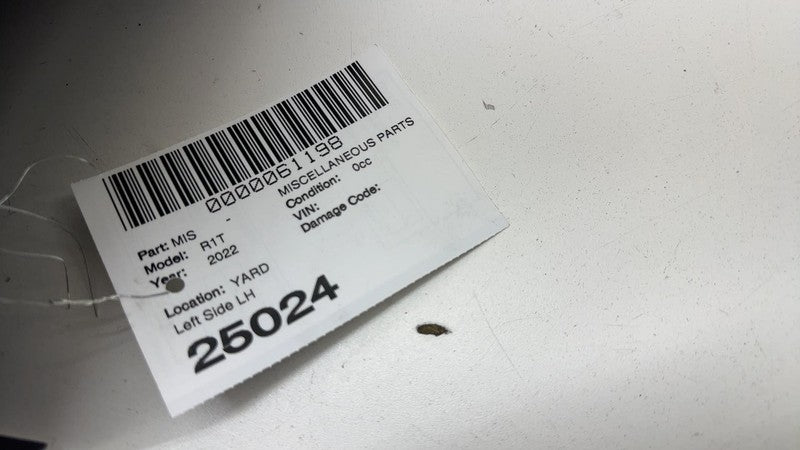 0000061198
Part: MIS - MISCELLANEOUS PARTS
Model: R1T Condition: 0cc
Year: 2022 VIN:
Damage Code:
Location: YARD
Left Side LH
25024